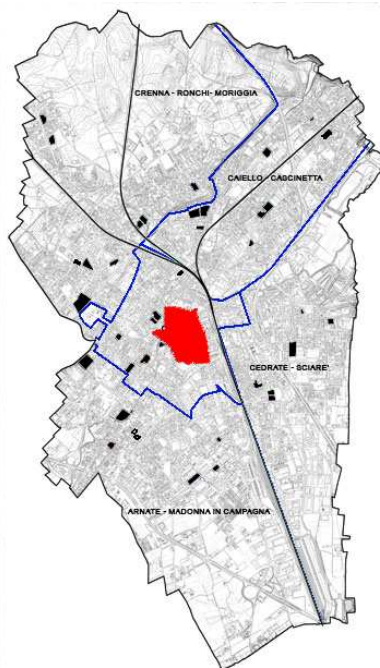 CRENNA - RONCHI- MORIGGIA
CAIELLO - CASCINETTA
CEDRATE - SCIARE'
ARNATE - MADONNA IN CAMPAGNA